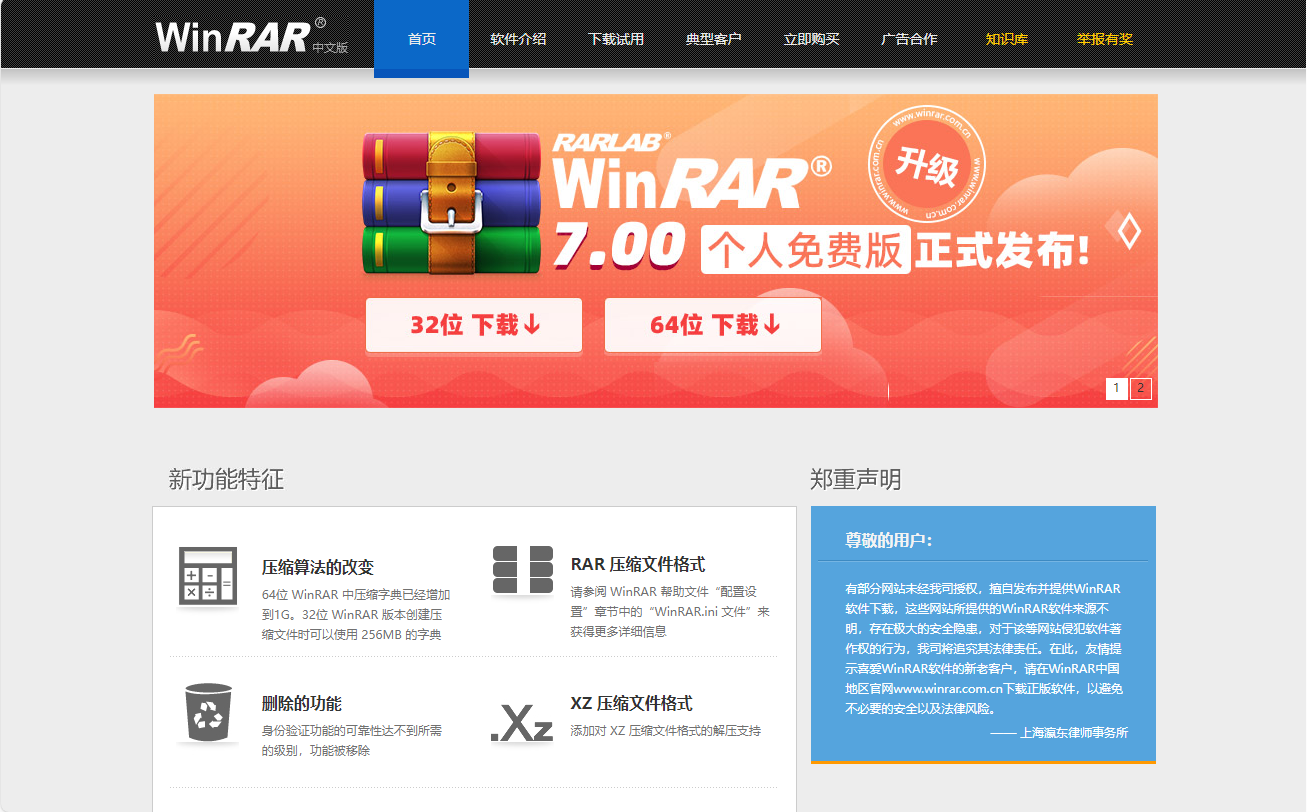 WinRAR® 中文版
首页 软件介绍 下载试用 典型客户 立即购买 广告合作 知识库 举报有奖
RARLAB®
WinRAR®
7.00 个人免费版 正式发布!
www.winrar.com.cn
www.winrar.com.cn
www.winrar.com.cn
www.winrar.com.cn
升级
32位 下载↓ 64位 下载↓
1 2
新功能特征
压缩算法的改变
64位 WinRAR 中压缩字典已经增加
到1G。32位 WinRAR 版本创建压
缩文件时可以使用 256MB 的字典
RAR 压缩文件格式
请参阅 WinRAR 帮助文件“配置设
置”章节中的“WinRAR.ini 文件”来
获得更多详细信息
删除的功能
身份验证功能的可靠性达不到所需
的级别，功能被移除
.Xz
XZ 压缩文件格式
添加对 XZ 压缩文件格式的解压支持
郑重声明
尊敬的用户：
有部分网站未经我司授权，擅自发布并提供WinRAR
软件下载，这些网站所提供的WinRAR软件来源不
明，存在极大的安全隐患，对于该等网站侵犯软件著
作权的行为，我司将追究其法律责任。在此，友情提
示喜爱WinRAR软件的新老客户，请在WinRAR中国
地区官网www.winrar.com.cn下载正版软件，以避免
不必要的安全以及法律风险。
—— 上海瀛东律师事务所